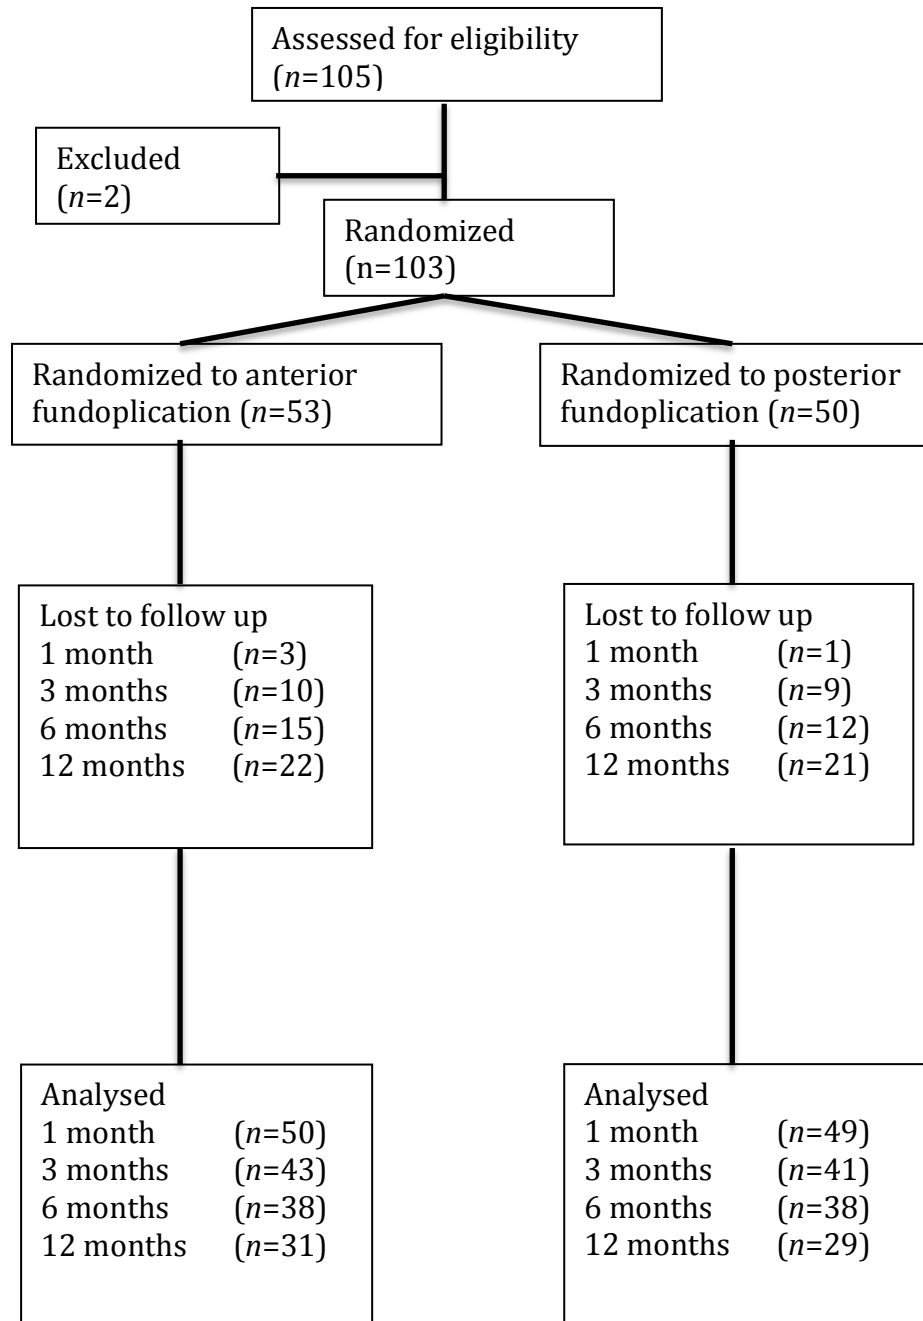 Assessed for eligibility
(n=105)
Excluded
(n=2)
Randomized
(n=103)
Randomized to anterior
fundoplication (n=53)
Randomized to posterior
fundoplication (n=50)
Lost to follow up
1 month (n=3)
3 months (n=10)
6 months (n=15)
12 months (n=22)
Lost to follow up
1 month (n=1)
3 months (n=9)
6 months (n=12)
12 months (n=21)
Analysed
1 month (n=50)
3 months (n=43)
6 months (n=38)
12 months (n=31)
Analysed
1 month (n=49)
3 months (n=41)
6 months (n=38)
12 months (n=29)